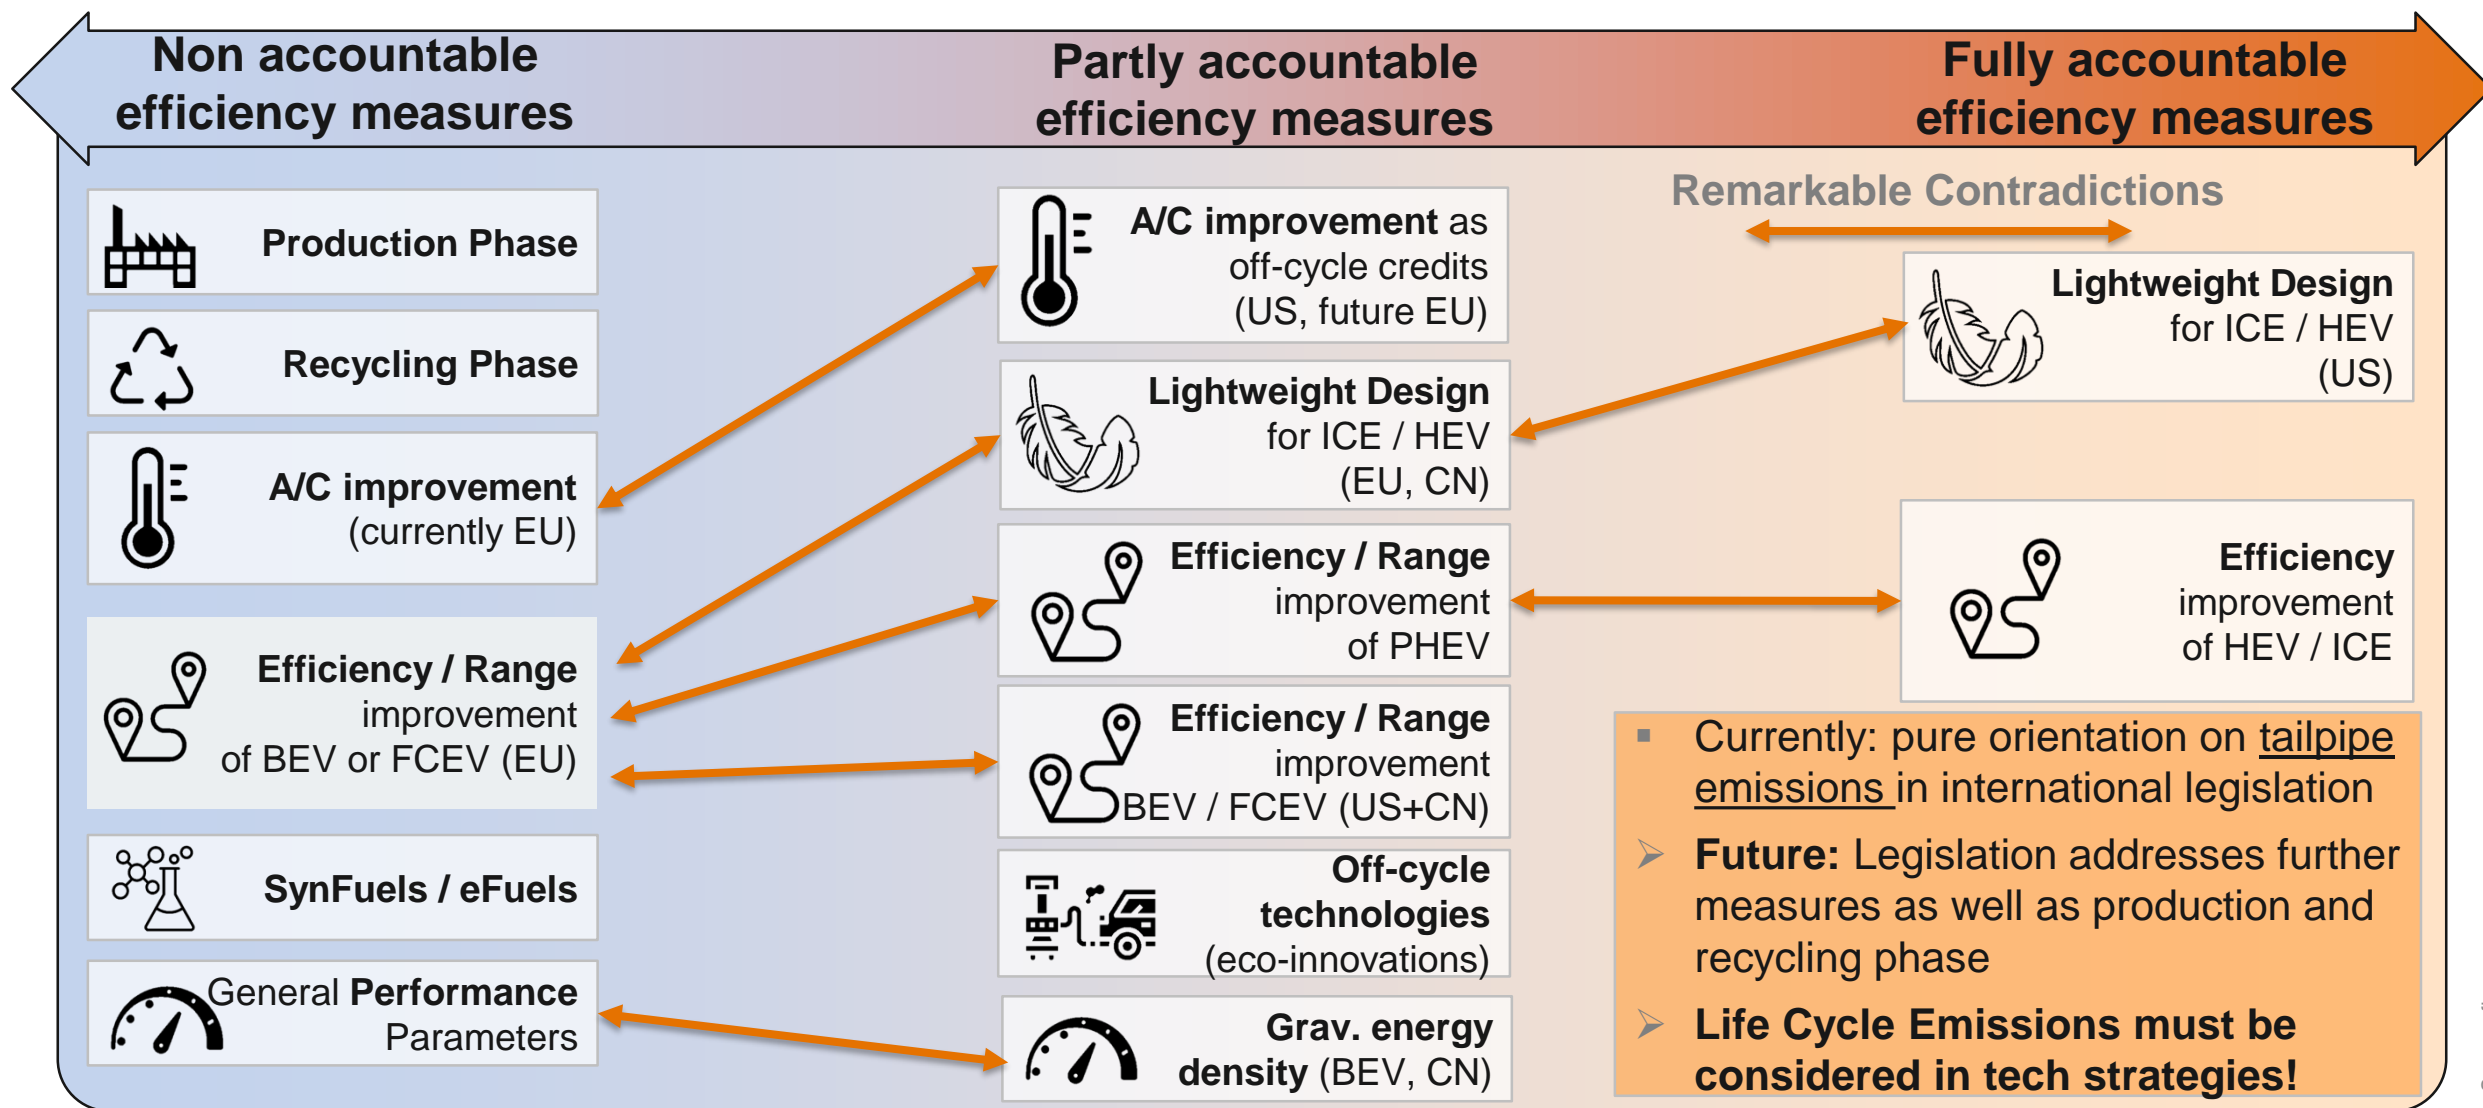 Non accountable
efficiency measures
Partly accountable
efficiency measures
Fully accountable
efficiency measures
Production Phase
Recycling Phase
A/C improvement
(currently EU)
Efficiency / Range
improvement
of BEV or FCEV (EU)
SynFuels / eFuels
General Performance
Parameters
A/C improvement as
off-cycle credits
(US, future EU)
Lightweight Design
for ICE / HEV
(EU, CN)
Efficiency / Range
improvement
of PHEV
Efficiency / Range
improvement
BEV / FCEV (US+CN)
Off-cycle
technologies
(eco-innovations)
Grav. energy
density (BEV, CN)
Remarkable Contradictions
Lightweight Design
for ICE / HEV
(US)
Efficiency
improvement
of HEV / ICE
▪ Currently: pure orientation on tailpipe
emissions in international legislation
➢ Future: Legislation addresses further
measures as well as production and
recycling phase
➢ Life Cycle Emissions must be
considered in tech strategies!